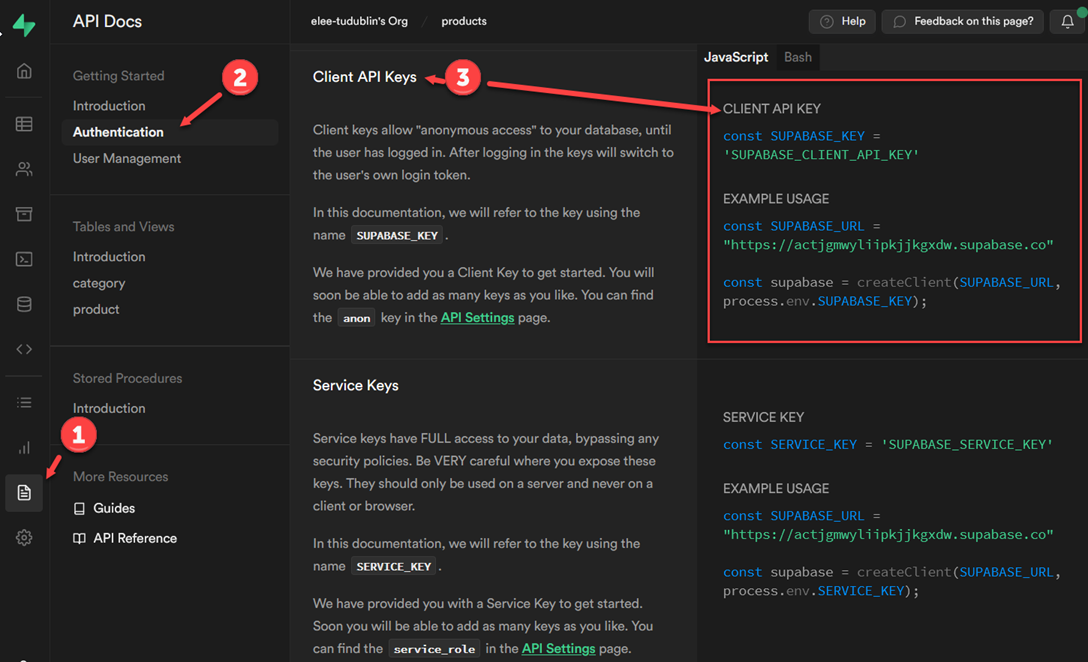 API Docs
elee-tudublin's Org / products
Help
Feedback on this page?
Getting Started
Introduction
Authentication
User Management
Tables and Views
Introduction
category
product
Stored Procedures
Introduction
More Resources
Guides
API Reference
1
2
3
Client API Keys
Client keys allow "anonymous access" to your database, until
the user has logged in. After logging in the keys will switch to
the user's own login token.
In this documentation, we will refer to the key using the
name SUPABASE_KEY .
We have provided you a Client Key to get started. You will
soon be able to add as many keys as you like. You can find
the anon key in the API Settings page.
JavaScript
Bash
CLIENT API KEY
const SUPABASE_KEY =
'SUPABASE_CLIENT_API_KEY'
EXAMPLE USAGE
const SUPABASE_URL =
"https://actjgmwyliipkjjkgxdw.supabase.co"
const supabase = createClient(SUPABASE_URL,
process.env.SUPABASE_KEY);
Service Keys
Service keys have FULL access to your data, bypassing any
security policies. Be VERY careful where you expose these
keys. They should only be used on a server and never on a
client or browser.
In this documentation, we will refer to the key using the
name SERVICE_KEY .
We have provided you with a Service Key to get started.
Soon you will be able to add as many keys as you like. You
can find the service_role in the API Settings page.
SERVICE KEY
const SERVICE_KEY = 'SUPABASE_SERVICE_KEY'
EXAMPLE USAGE
const SUPABASE_URL =
"https://actjgmwyliipkjjkgxdw.supabase.co"
const supabase = createClient(SUPABASE_URL,
process.env.SERVICE_KEY);